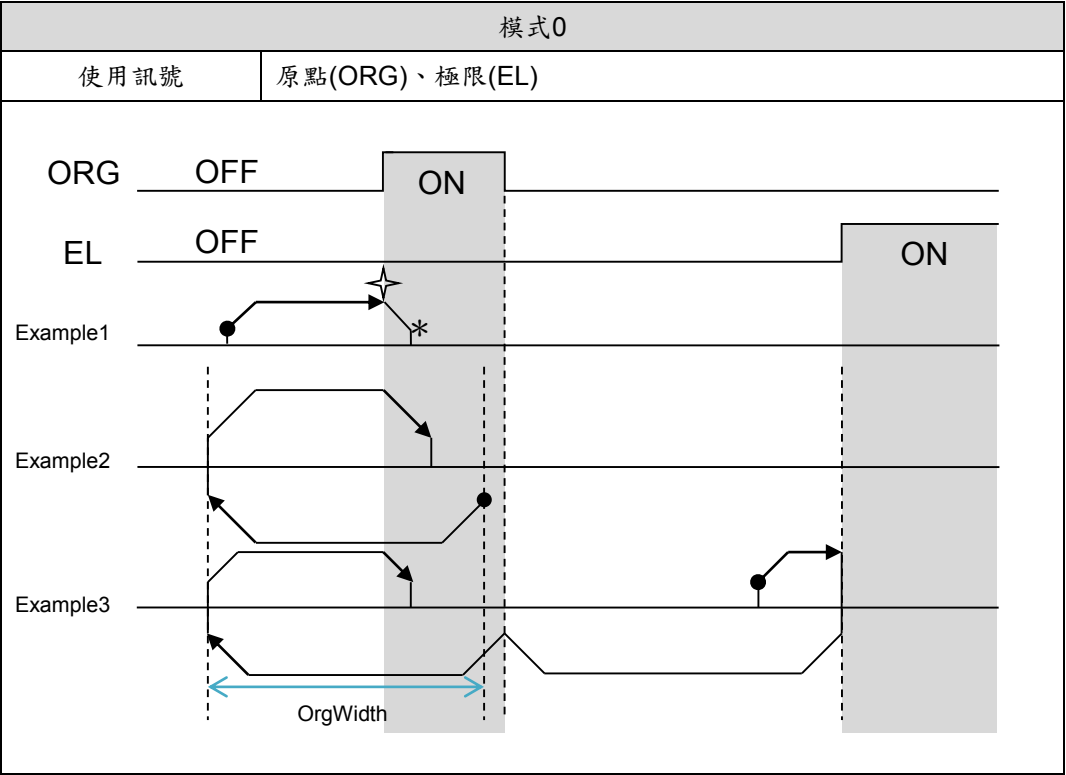 模式0
使用訊號 原點(ORG)、極限(EL)
ORG OFF ON
EL OFF ON
Example1 *
Example2
Example3
OrgWidth